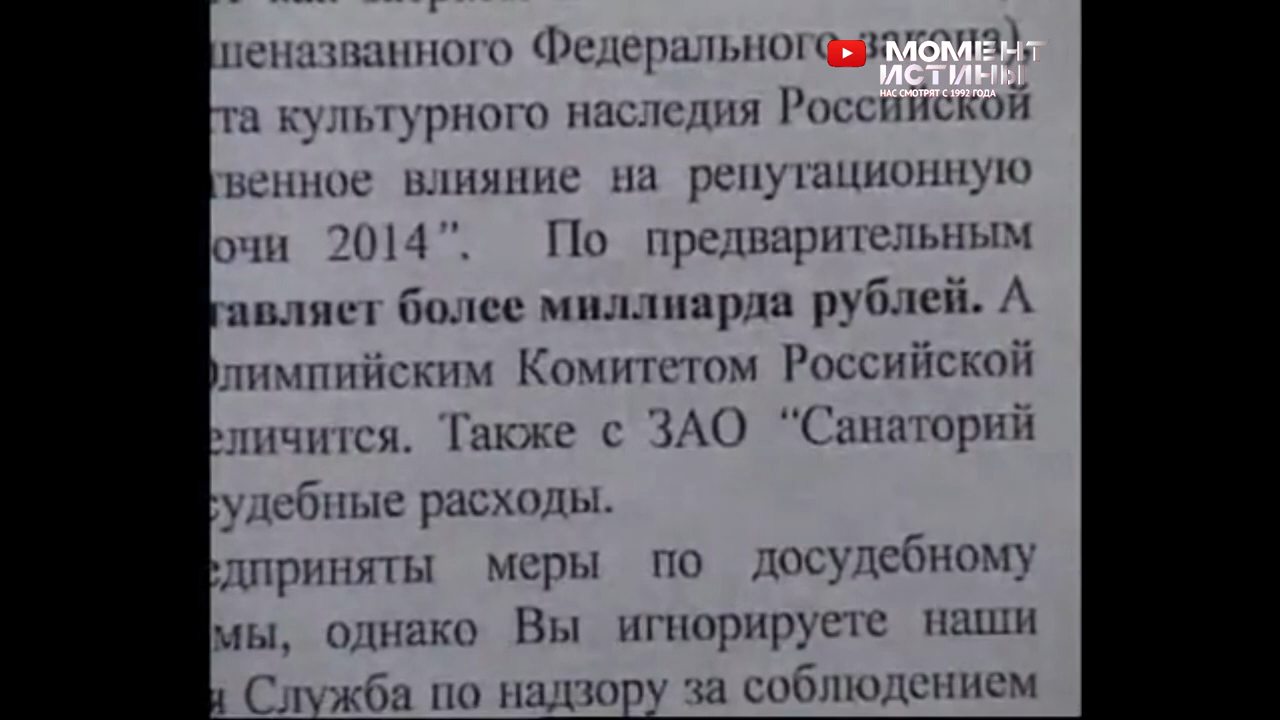 шеназванного Федерального закона),
та культурного наследия Российской
твенное влияние на репутационную
очи 2014”. По предварительным
тавляет более миллиарда рублей. А
Олимпийским Комитетом Российской
еличится. Также с ЗАО “Санаторий
судебные расходы.
едприняты меры по досудебному
мы, однако Вы игнорируете наши
я Служба по надзору за соблюдением
МОМЕНТ
ИСТИНЫ
НАС СМОТРЯТ С 1992 ГОДА